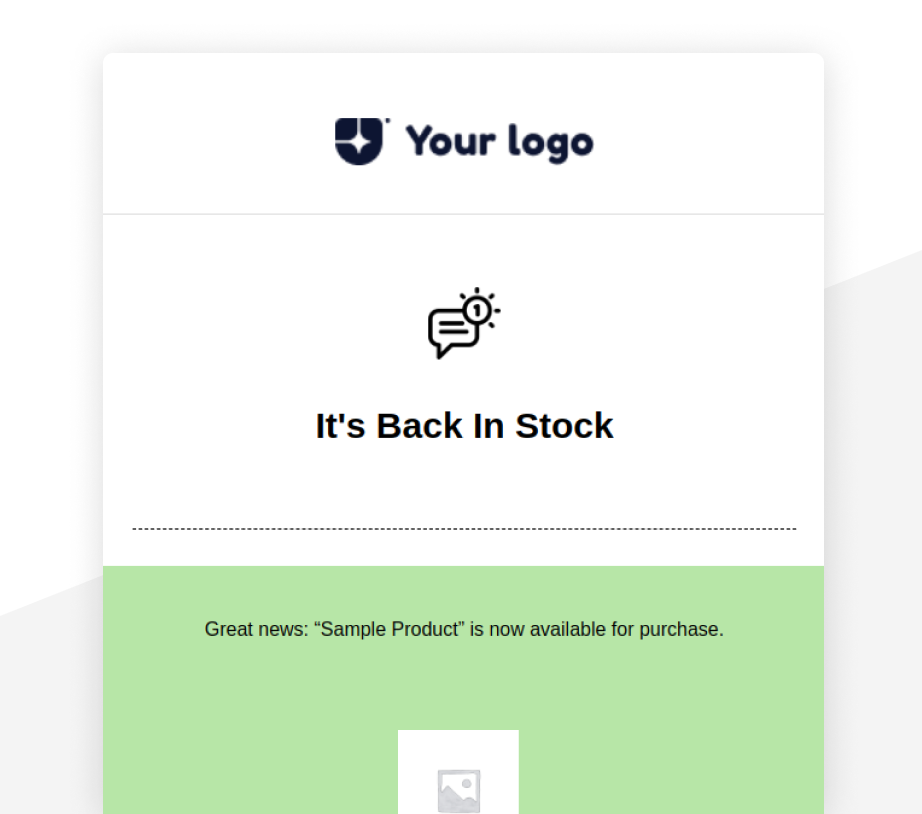 Your logo
1
It's Back In Stock
Great news: “Sample Product” is now available for purchase.